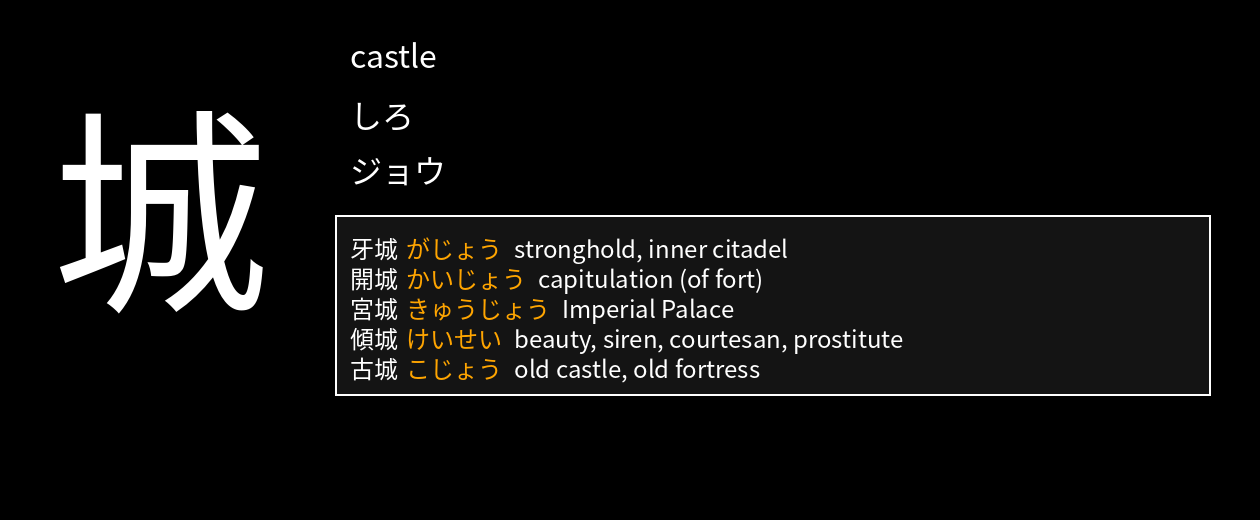 城
castle
しろ
ジョウ
牙城 がじょう stronghold, inner citadel
開城 かいじょう capitulation (of fort)
宮城 きゅうじょう Imperial Palace
傾城 けいせい beauty, siren, courtesan, prostitute
古城 こじょう old castle, old fortress